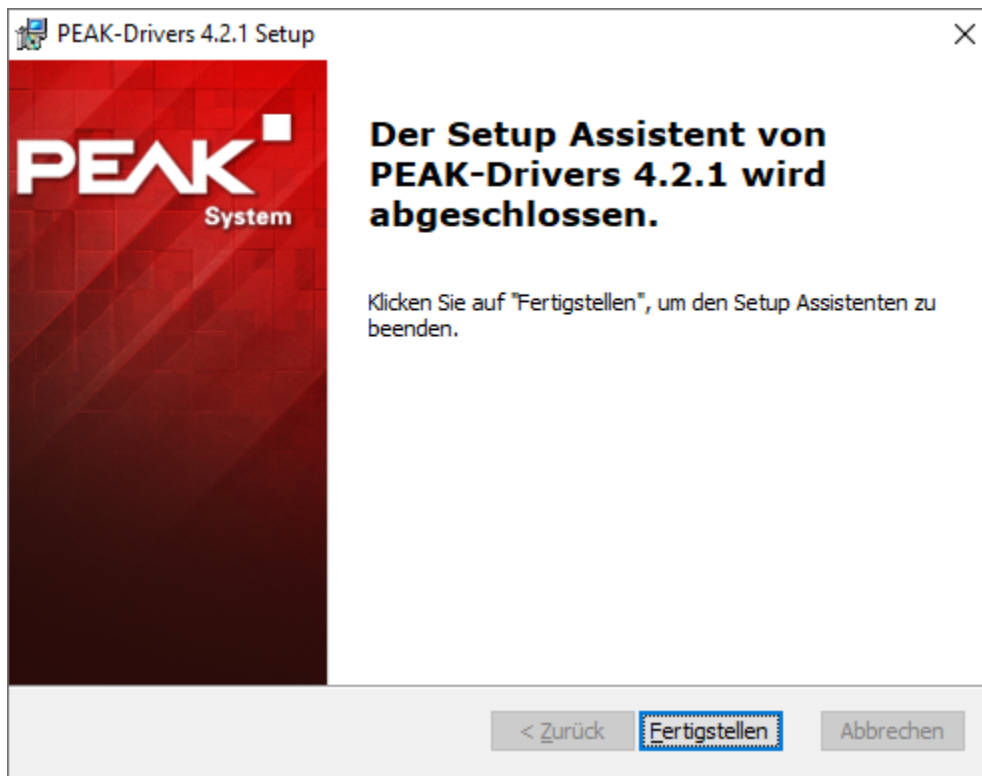 PEAK-Drivers 4.2.1 Setup
PEAK
System
Der Setup Assistent von
PEAK-Drivers 4.2.1 wird
abgeschlossen.
Klicken Sie auf "Fertigstellen", um den Setup Assistenten zu
beenden.
< Zurück Fertigstellen Abbrechen